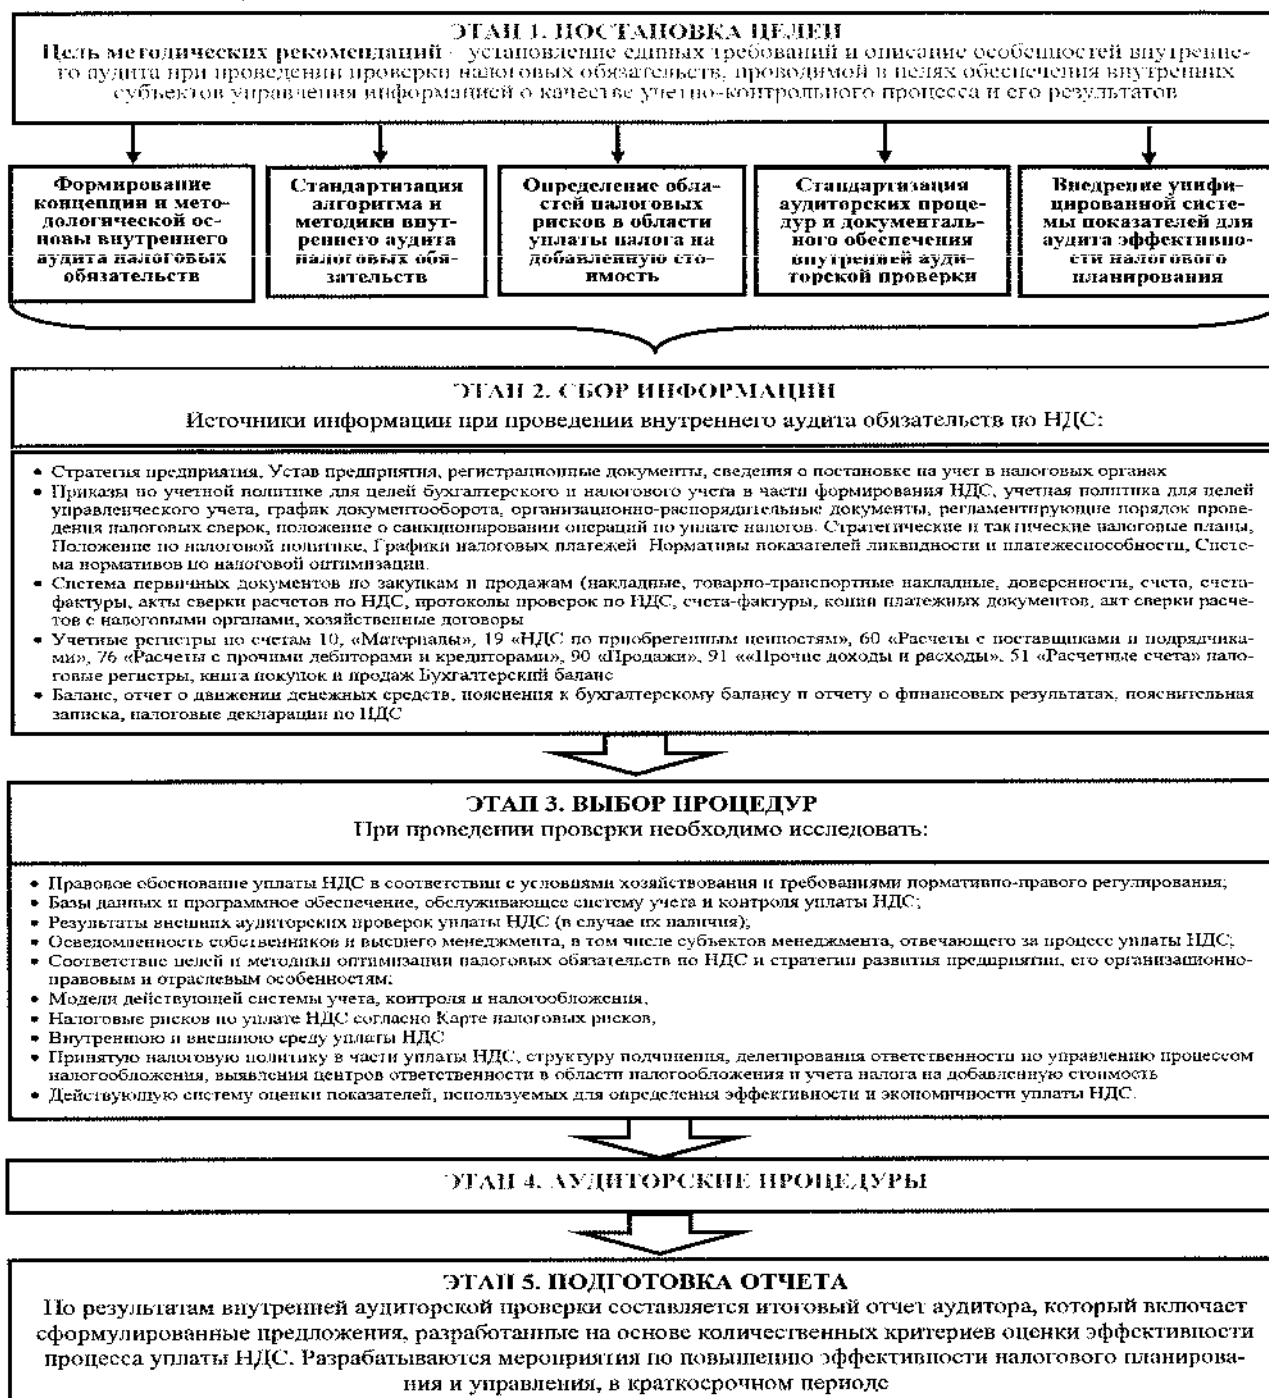 ЭТАП 1. ПОСТАНОВКА ЦЕЛЕЙ
Цель методических рекомендаций - установление единых требований и описание особенностей внутренне-
го аудита при проведении проверки налоговых обязательств, проводимой в целях обеспечения внутренних
субъектов управления информацией о качестве учетно-контрольного процесса и его результатов
Формирование
концепции и мето-
дологической ос-
новы внутреннего
аудита налоговых
обязательств
Стандартизация
алгоритма и
методики внут-
реннего аудита
налоговых обя-
зательств
Определение обла-
стей налоговых
рисков в области
уплаты налога на
добавленную сто-
имость
Стандартизация
аудиторских проце-
дур и документаль-
ного обеспечения
внутренней ауди-
торской проверки
Внедрение унифи-
цированной систе-
мы показателей для
аудита эффективно-
сти налогового
планирования
ЭТАП 2. СБОР ИНФОРМАЦИИ
Источники информации при проведении внутреннего аудита обязательств по НДС:
• Стратегия предприятия, Устав предприятия, регистрационные документы, сведения о постановке на учет в налоговых органах
• Приказы по учетной политике для целей бухгалтерского и налогового учета в части формирования НДС, учетная политика для целей
управленческого учета, график документооборота, организационно-распорядительные документы, регламентирующие порядок прове-
дения налоговых сверок, положение о санкционировании операций по уплате налогов. Стратегические и тактические налоговые планы,
Положение по налоговой политике, Графики налоговых платежей Нормативы показателей ликвидности и платежеспособности, Систе-
ма нормативов по налоговой оптимизации.
• Система первичных документов по закупкам и продажам (накладные, товарно-транспортные накладные, доверенности, счета, счета-
фактуры, акты сверки расчетов по НДС, протоколы проверок по НДС, счета-фактуры, копии платежных документов, акт сверки расче-
тов с налоговыми органами, хозяйственные договоры
• Учетные регистры по счетам 10, «Материалы», 19 «НДС по приобретенным ценностям», 60 «Расчеты с поставщиками и подрядчика-
ми», 76 «Расчеты с прочими дебиторами и кредиторами», 90 «Продажи», 91 ««Прочие доходы и расходы», 51 «Расчетные счета» нало-
говые регистры, книга покупок и продаж Бухгалтерский баланс
• Баланс, отчет о движении денежных средств, пояснения к бухгалтерскому балансу и отчету о финансовых результатах, пояснительная
записка, налоговые декларации по НДС
ЭТАП 3. ВЫБОР ПРОЦЕДУР
При проведении проверки необходимо исследовать:
• Правовое обоснование уплаты НДС в соответствии с условиями хозяйствования и требованиями нормативно-правового регулирования;
• Базы данных и программное обеспечение, обслуживающее систему учета и контроля уплаты НДС;
• Результаты внешних аудиторских проверок уплаты НДС (в случае их наличия);
• Осведомленность собственников и высшего менеджмента, в том числе субъектов менеджмента, отвечающего за процесс уплаты НДС;
• Соответствие целей и методики оптимизации налоговых обязательств по НДС и стратегии развития предприятии, его организационно-
правовым и отраслевым особенностям;
• Модели действующей системы учета, контроля и налогообложения,
• Налоговые рисков по уплате НДС согласно Карте налоговых рисков,
• Внутреннюю и внешнюю среду уплаты НДС
• Принятую налоговую политику в части уплаты НДС, структуру подчинения, делегирования ответственности по управлению процессом
налогообложения, выявления центров ответственности в области налогообложения и учета налога на добавленную стоимость
• Действующую систему оценки показателей, используемых для определения эффективности и экономичности уплаты НДС.
ЭТАП 4. АУДИТОРСКИЕ ПРОЦЕДУРЫ
ЭТАП 5. ПОДГОТОВКА ОТЧЕТА
По результатам внутренней аудиторской проверки составляется итоговый отчет аудитора, который включает
сформулированные предложения, разработанные на основе количественных критериев оценки эффективности
процесса уплаты НДС. Разрабатываются мероприятия по повышению эффективности налогового планирова-
ния и управления, в краткосрочном периоде